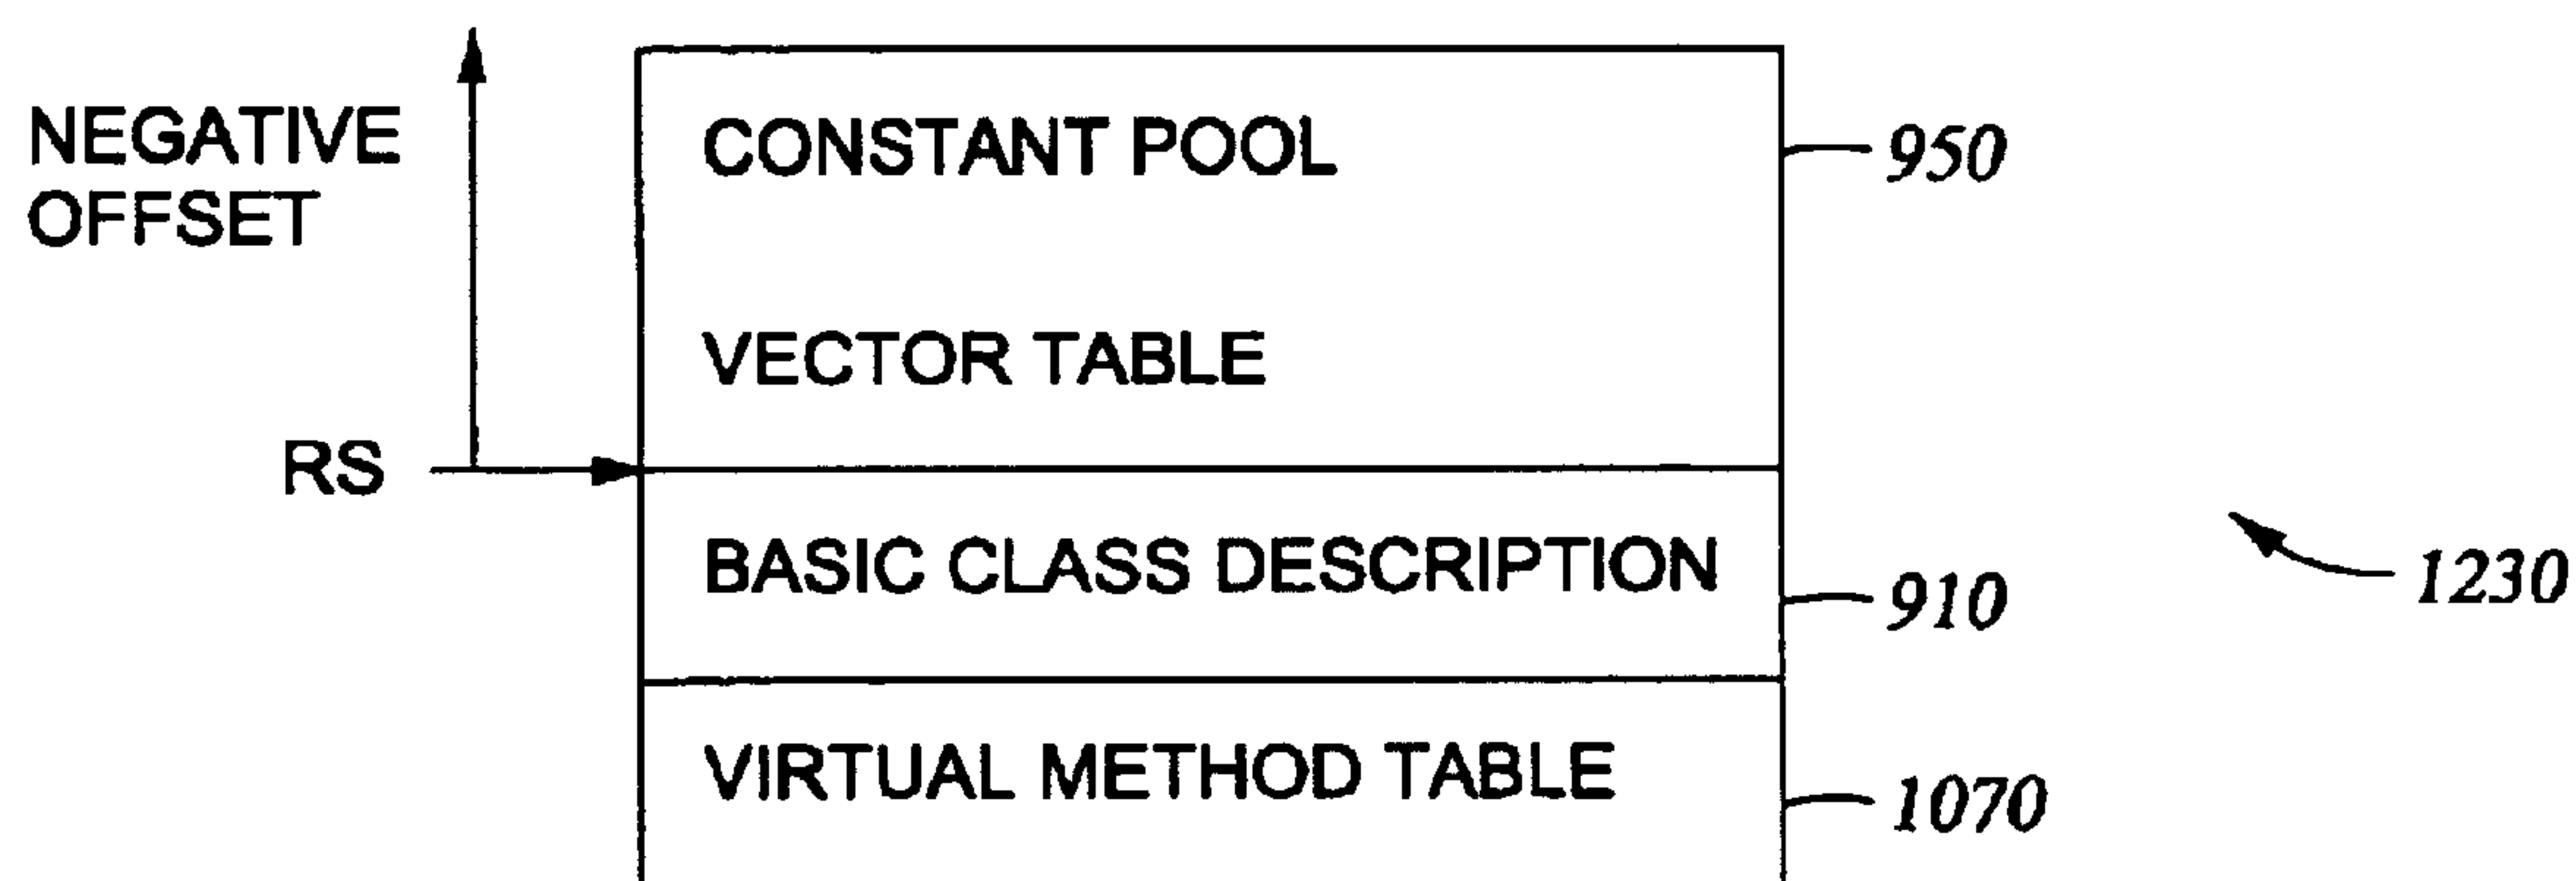 NEGATIVE
OFFSET
CONSTANT POOL
950
VECTOR TABLE
RS
BASIC CLASS DESCRIPTION
910
1230
VIRTUAL METHOD TABLE
1070